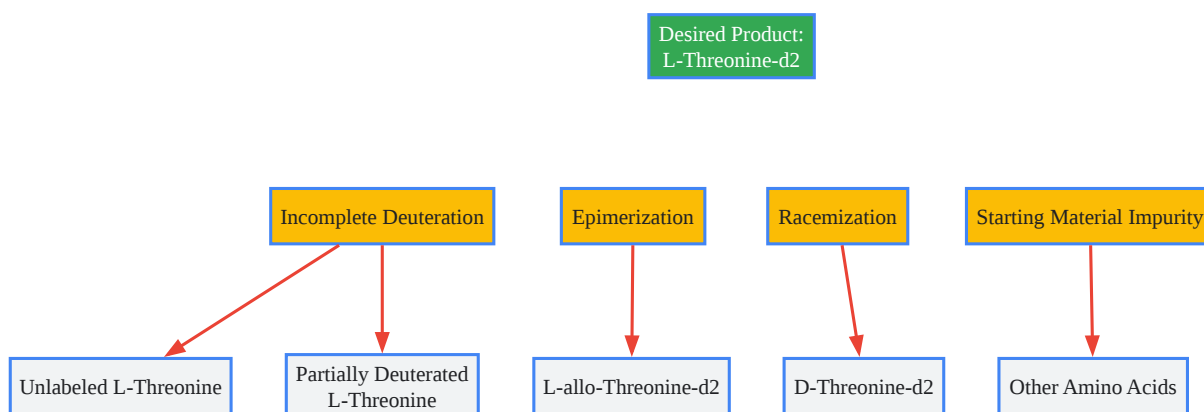 Desired Product:
L-Threonine-d2
Incomplete Deuteration
Epimerization
Racemization
Starting Material Impurity
Unlabeled L-Threonine
Partially Deuterated
L-Threonine
L-allo-Threonine-d2
D-Threonine-d2
Other Amino Acids